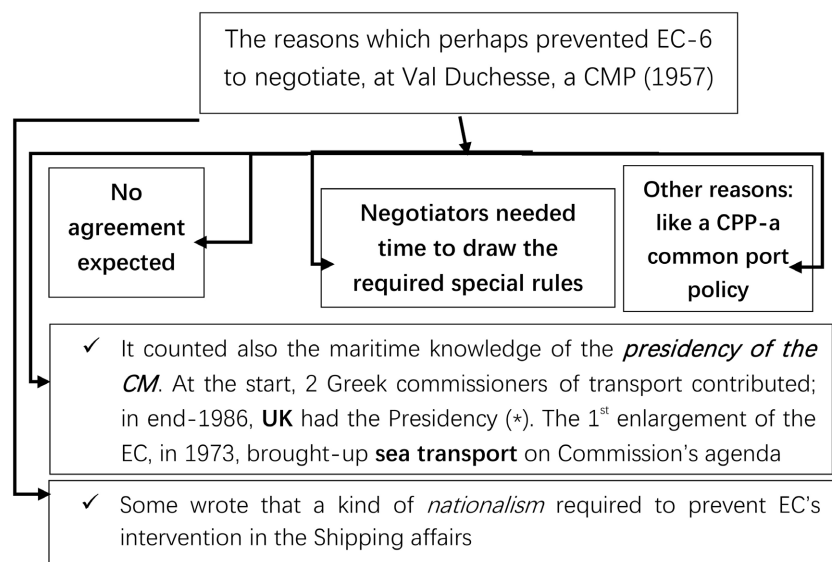 The reasons which perhaps prevented EC-6
to negotiate, at Val Duchesse, a CMP (1957)
No
agreement
expected
Negotiators needed
time to draw the
required special rules
Other reasons:
like a CPP-a
common port
policy
✓ It counted also the maritime knowledge of the presidency of the
CM. At the start, 2 Greek commissioners of transport contributed;
in end-1986, UK had the Presidency (*). The 1st enlargement of the
EC, in 1973, brought-up sea transport on Commission’s agenda
✓ Some wrote that a kind of nationalism required to prevent EC’s
intervention in the Shipping affairs